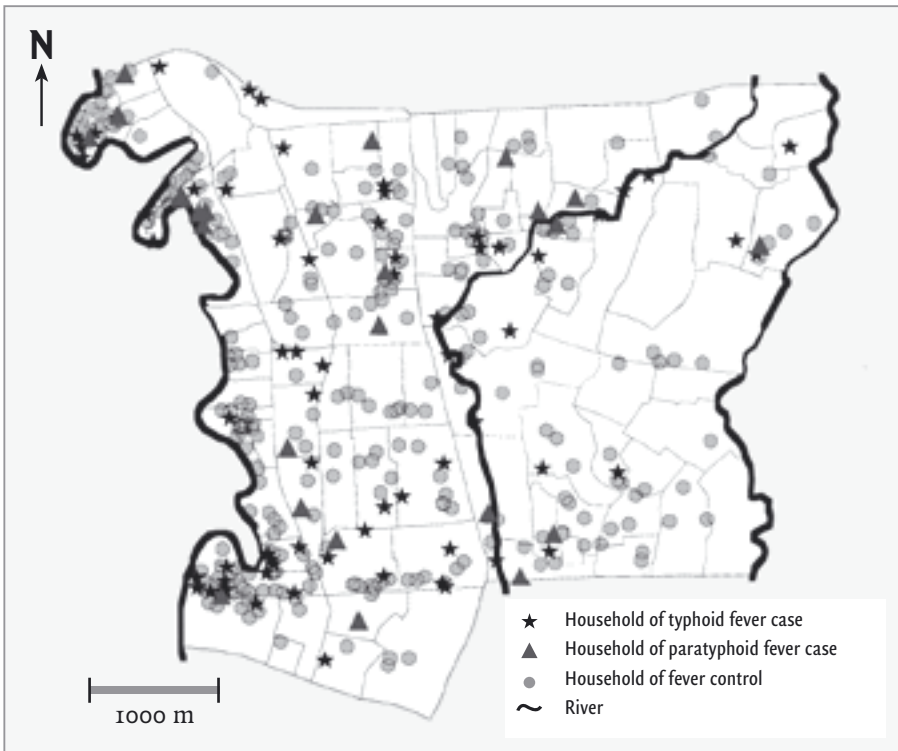 N
Household of typhoid fever case
Household of paratyphoid fever case
Household of fever control
River
1000 m